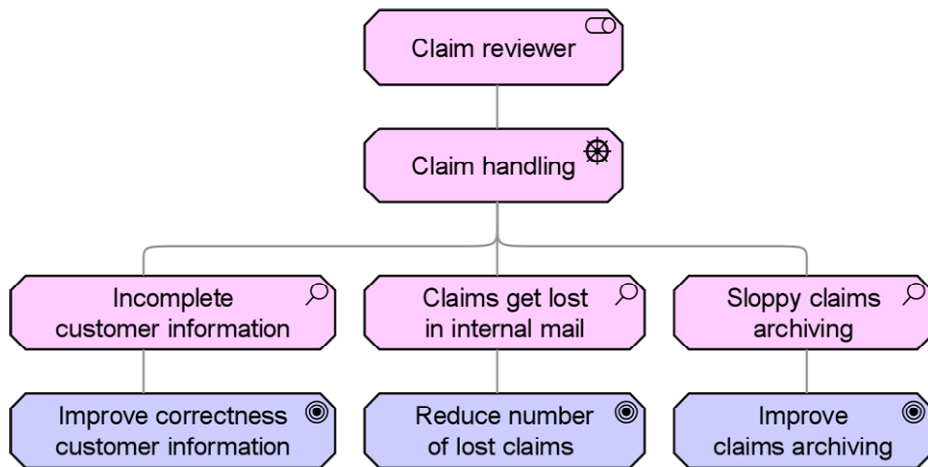 Claim reviewer
Claim handling
Incomplete
customer information
Claims get lost
in internal mail
Sloppy claims
archiving
Improve correctness
customer information
Reduce number
of lost claims
Improve
claims archiving